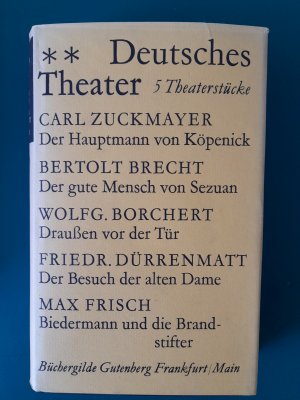 ** Deutsches
Theater 5 Theaterstücke
CARL ZUCKMAYER
Der Hauptmann von Köpenick
BERTOLT BRECHT
Der gute Mensch von Sezuan
WOLFG. BORCHERT
Draußen vor der Tür
FRIEDR. DÜRRENMATT
Der Besuch der alten Dame
MAX FRISCH
Biedermann und die Brand-
stifter
Büchergilde Gutenberg Frankfurt/Main